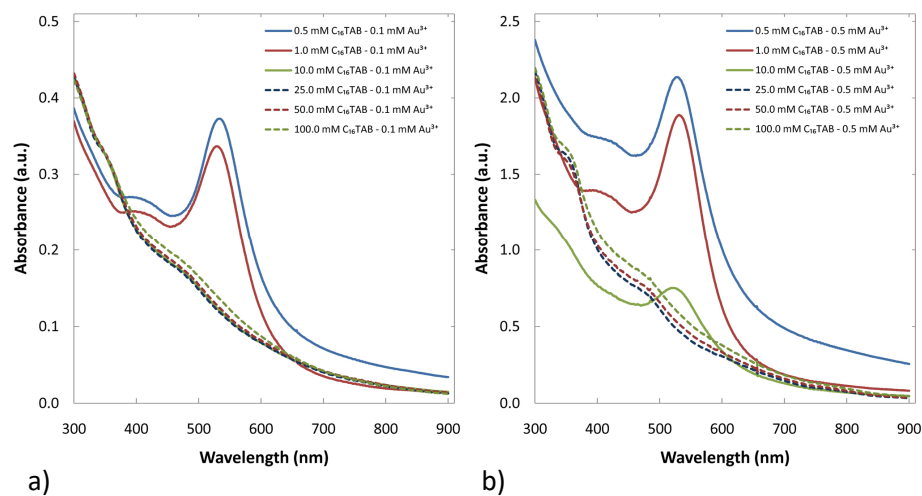 0.5
0.4
0.3
0.2
0.1
0.0
Absorbance (a.u.)
300 400 500 600 700 800 900
Wavelength (nm)
0.5 mM C₁₆TAB - 0.1 mM Au³⁺
1.0 mM C₁₆TAB - 0.1 mM Au³⁺
10.0 mM C₁₆TAB - 0.1 mM Au³⁺
25.0 mM C₁₆TAB - 0.1 mM Au³⁺
50.0 mM C₁₆TAB - 0.1 mM Au³⁺
100.0 mM C₁₆TAB - 0.1 mM Au³⁺
a)
2.5
2.0
1.5
1.0
0.5
0.0
Absorbance (a.u.)
300 400 500 600 700 800 900
Wavelength (nm)
0.5 mM C₁₆TAB - 0.5 mM Au³⁺
1.0 mM C₁₆TAB - 0.5 mM Au³⁺
10.0 mM C₁₆TAB - 0.5 mM Au³⁺
25.0 mM C₁₆TAB - 0.5 mM Au³⁺
50.0 mM C₁₆TAB - 0.5 mM Au³⁺
100.0 mM C₁₆TAB - 0.5 mM Au³⁺
b)